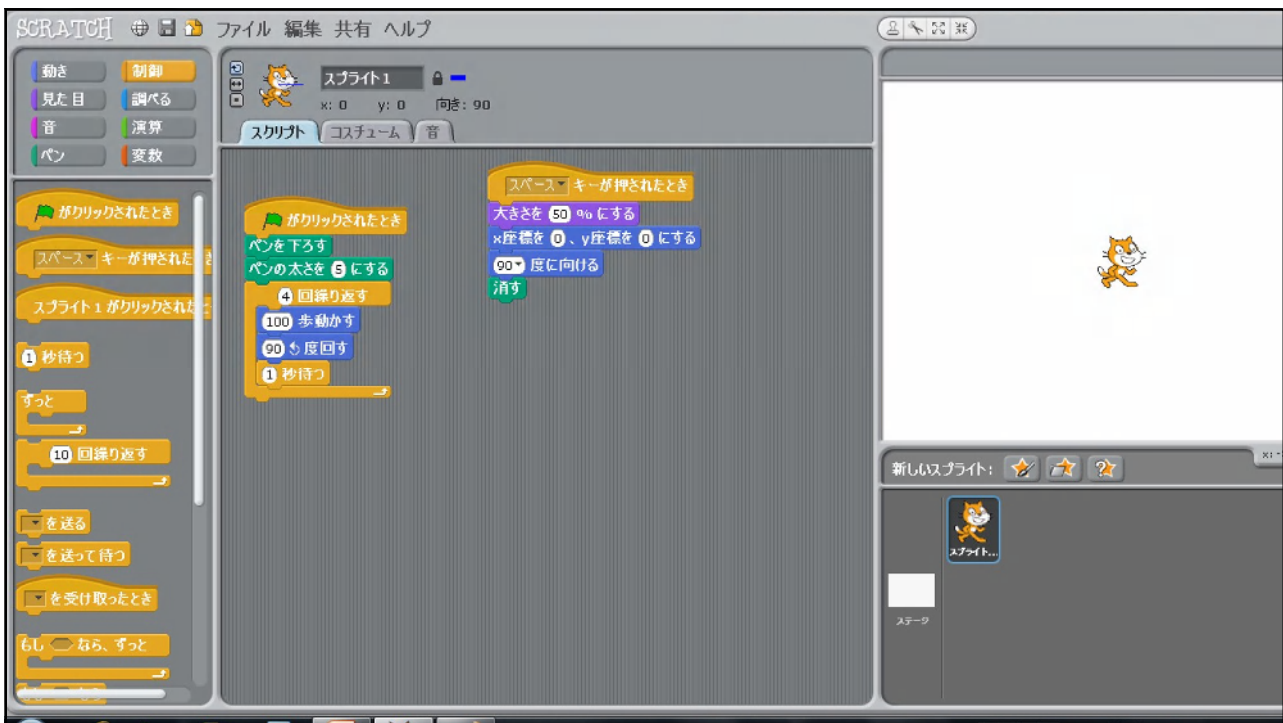 SCRATCH ファイル 編集 共有 ヘルプ
動き 制御
見た目 調べる
音 演算
ペン 変数
がクリックされたとき
スペース キーが押された
スプライト1 がクリックされた
1 秒待つ
ずっと
10 回繰り返す
を送る
を送って待つ
を受け取ったとき
もし なら、ずっと
スプライト1
x: 0 y: 0 向き: 90
スクリプト コスチューム 音
がクリックされたとき
ペンを下ろす
ペンの太さを 5 にする
4 回繰り返す
100 歩動かす
90 度回す
1 秒待つ
スペース キーが押されたとき
大きさを 50 % にする
x座標を 0 、y座標を 0 にする
90 度に向ける
消す
新しいスプライト:
x:
スプライト...
ステージ